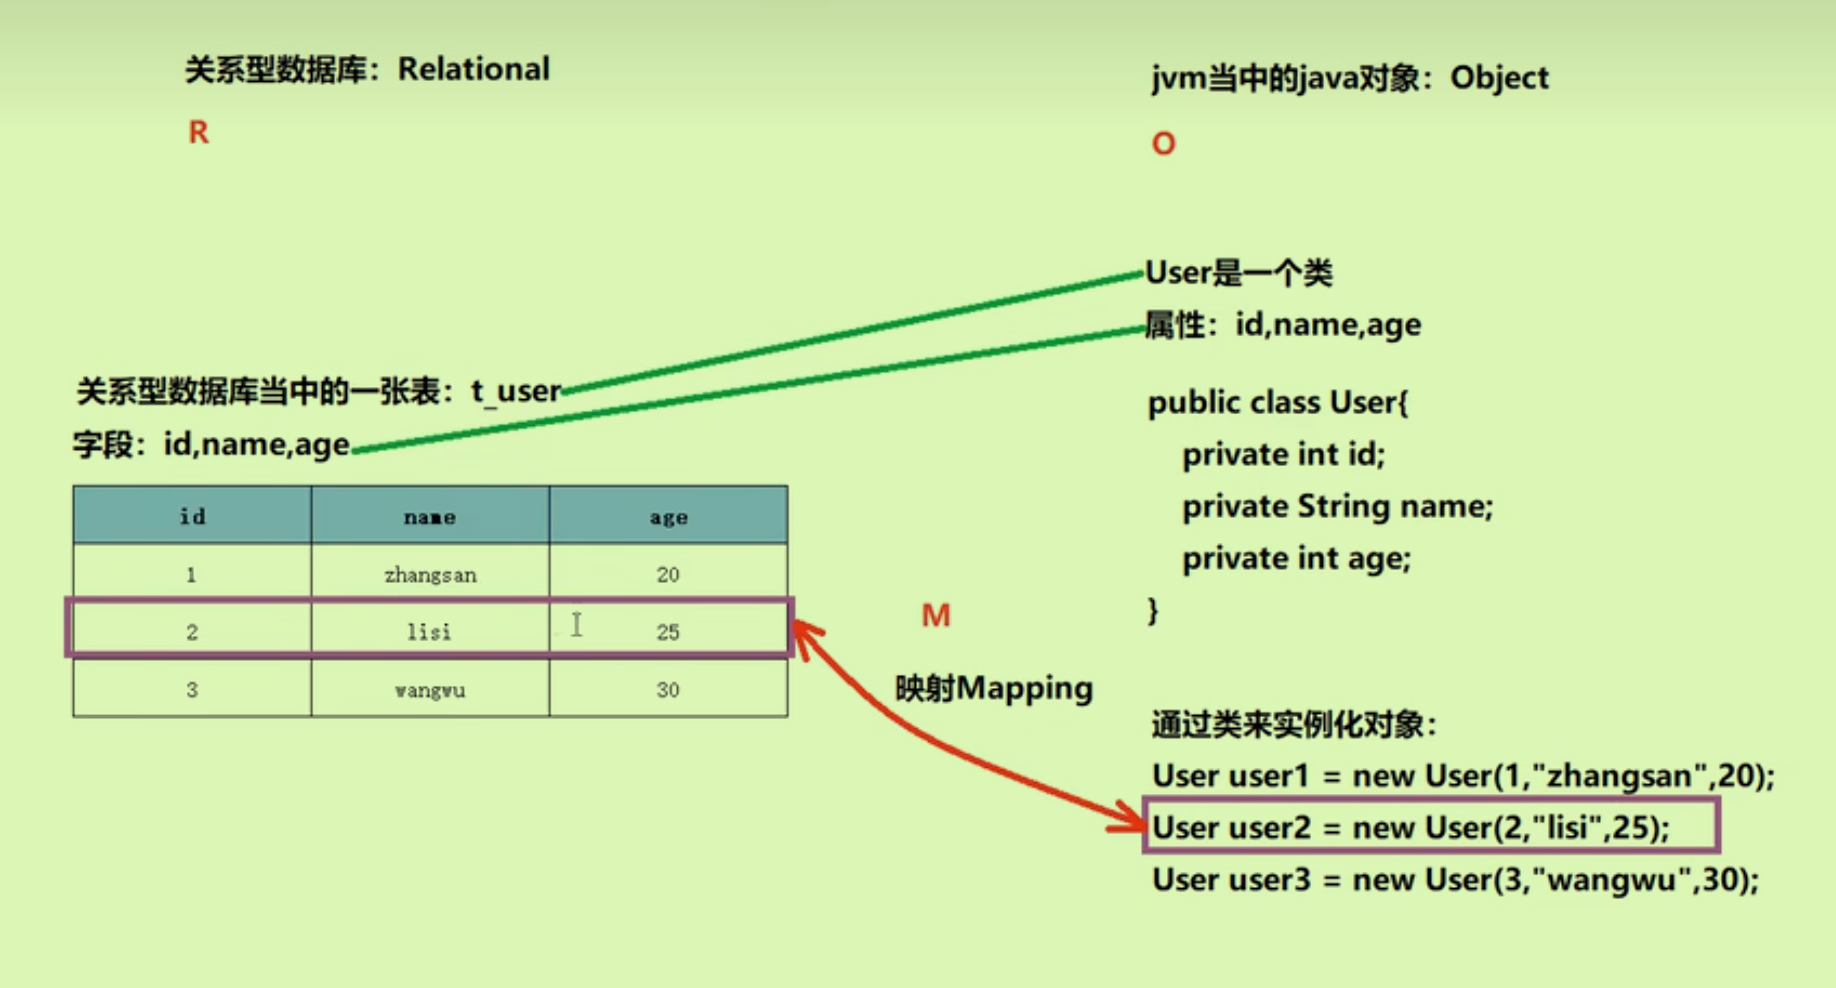 关系型数据库：Relational
R
关系型数据库当中的一张表：t_user
字段：id,name,age
id name age
1 zhangsan 20
2 lisi 25
3 wangwu 30
M
映射Mapping
jvm当中的java对象：Object
O
User是一个类
属性：id,name,age
public class User{
private int id;
private String name;
private int age;
}
通过类来实例化对象：
User user1 = new User(1,"zhangsan",20);
User user2 = new User(2,"lisi",25);
User user3 = new User(3,"wangwu",30);